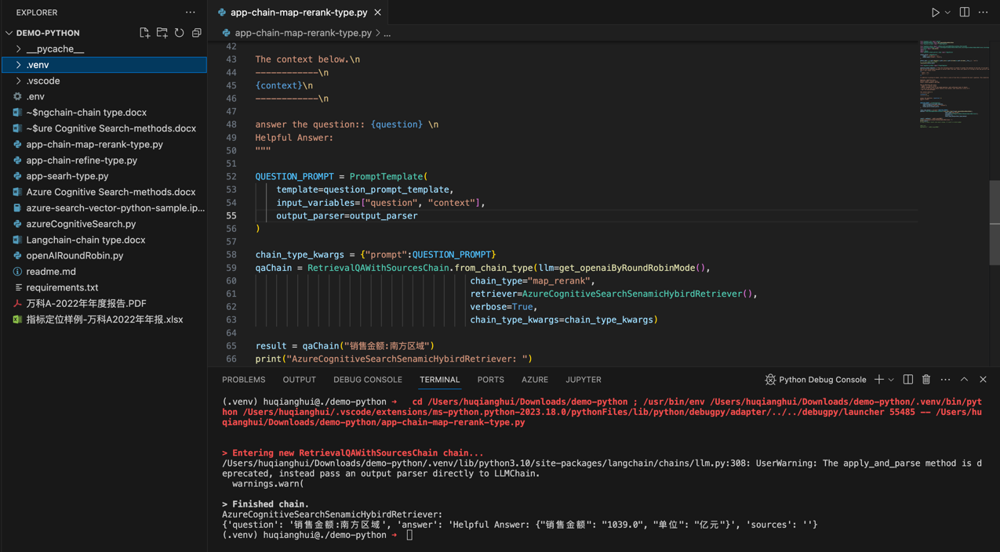 EXPLORER
···
app-chain-map-rerank-type.py
DEMO-PYTHON
app-chain-map-rerank-type.py > ...
__pycache__
.venv
.vscode
.env
~$ngchain-chain type.docx
~$ure Cognitive Search-methods.docx
app-chain-map-rerank-type.py
app-chain-refine-type.py
app-searh-type.py
Azure Cognitive Search-methods.docx
azure-search-vector-python-sample.ip...
azureCognitiveSearch.py
Langchain-chain type.docx
openAIRoundRobin.py
readme.md
requirements.txt
万科A-2022年年度报告.PDF
指标定位样例-万科A2022年年报.xlsx
42
43 The context below.\n
44 ------------\n
45 {context}\n
46 ------------\n
47
48 answer the question:: {question} \n
49 Helpful Answer:
50 """
51
52 QUESTION_PROMPT = PromptTemplate(
53 template=question_prompt_template,
54 input_variables=["question", "context"],
55 output_parser=output_parser
56 )
57
58 chain_type_kwargs = {"prompt":QUESTION_PROMPT}
59 qaChain = RetrievalQAWithSourcesChain.from_chain_type(llm=get_openaiByRoundRobinMode(),
60 chain_type="map_rerank",
61 retriever=AzureCognitiveSearchSenamicHybirdRetriever(),
62 verbose=True,
63 chain_type_kwargs=chain_type_kwargs)
64
65 result = qaChain("销售金额:南方区域")
66 print("AzureCognitiveSearchSenamicHybirdRetriever: ")
PROBLEMS OUTPUT DEBUG CONSOLE TERMINAL PORTS AZURE JUPYTER Python Debug Console
(.venv) huqianghui@./demo-python ➜ cd /Users/huqianghui/Downloads/demo-python ; /usr/bin/env /Users/huqianghui/Downloads/demo-python/.venv/bin/pyt
hon /Users/huqianghui/.vscode/extensions/ms-python.python-2023.18.0/pythonFiles/lib/python/debugpy/adapter/../../debugpy/launcher 55485 -- /Users/hu
qianghui/Downloads/demo-python/app-chain-map-rerank-type.py
> Entering new RetrievalQAWithSourcesChain chain...
/Users/huqianghui/Downloads/demo-python/.venv/lib/python3.10/site-packages/langchain/chains/llm.py:308: UserWarning: The apply_and_parse method is d
eprecated, instead pass an output parser directly to LLMChain.
warnings.warn(
> Finished chain.
AzureCognitiveSearchSenamicHybirdRetriever:
{'question': '销售金额:南方区域', 'answer': 'Helpful Answer: {"销售金额": "1039.0", "单位": "亿元"}', 'sources': ''}
(.venv) huqianghui@./demo-python ➜